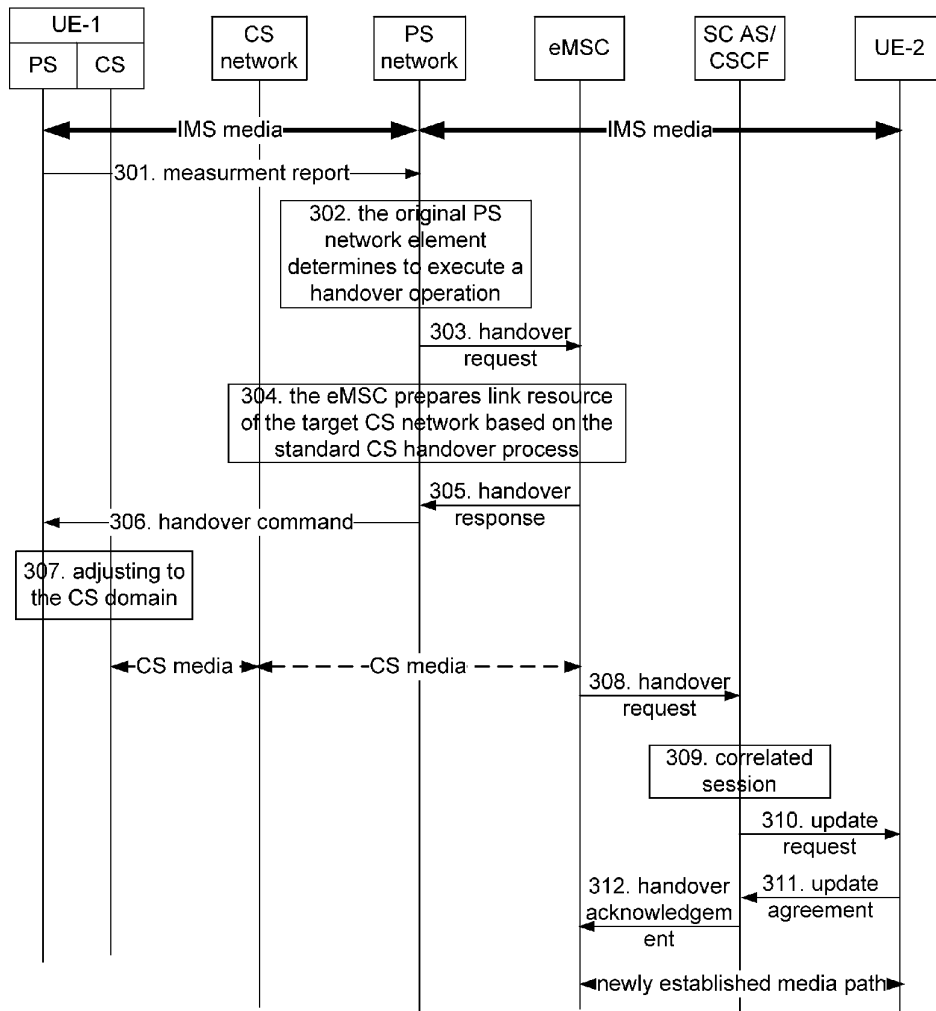 UE-1
PS
CS
CS
network
PS
network
eMSC
SC AS/
CSCF
UE-2
IMS media
IMS media
301. measurment report
302. the original PS
network element
determines to execute a
handover operation
303. handover
request
304. the eMSC prepares link resource
of the target CS network based on the
standard CS handover process
305. handover
response
306. handover command
307. adjusting to
the CS domain
CS media
CS media
308. handover
request
309. correlated
session
310. update
request
311. update
agreement
312. handover
acknowledgem
ent
newly established media path